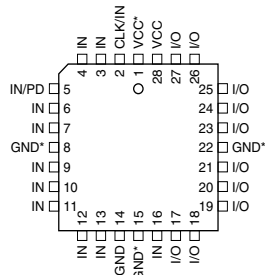 IN IN CLK/IN VCC* VCC I/O I/O
4 3 2 1 28 27 26
IN/PD 5 25 I/O
IN 6 24 I/O
IN 7 23 I/O
GND* 8 22 GND*
IN 9 21 I/O
IN 10 20 I/O
IN 11 19 I/O
12 13 14 15 16 17 18
IN IN GND GND* IN I/O I/O